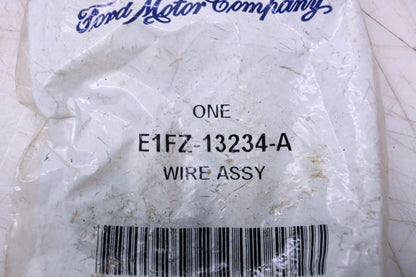 Ford Motor Company
ONE
E1FZ-13234-A
WIRE ASSY